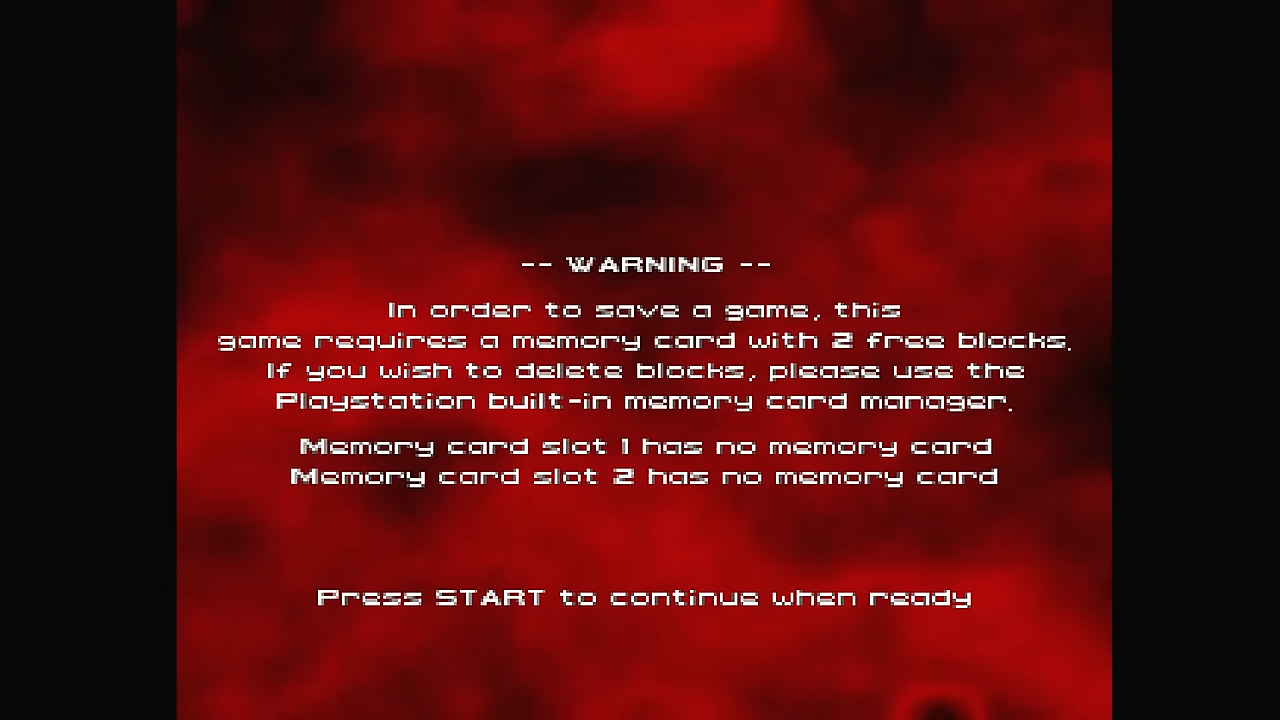 -- WARNING --
In order to save a game, this
game requires a memory card with 2 free blocks.
If you wish to delete blocks, please use the
Playstation built-in memory card manager.
Memory card slot 1 has no memory card
Memory card slot 2 has no memory card
Press START to continue when ready